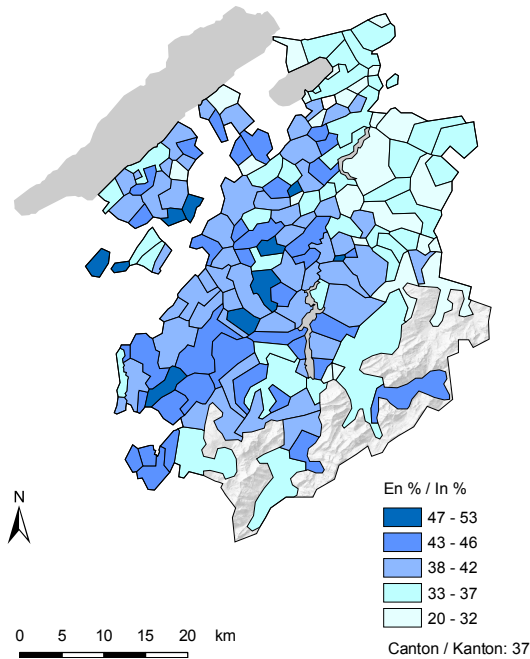 N
En % / In %
47 - 53
43 - 46
38 - 42
33 - 37
20 - 32
0 5 10 15 20 km
Canton / Kanton: 37